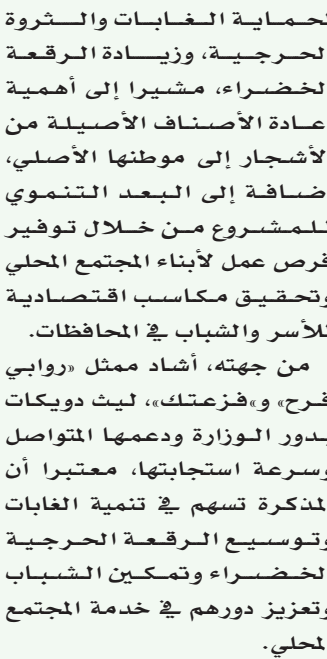 لحماية الغابات والثروة
الحرجية، وزيادة الرقعة
الخضراء، مشيرا إلى أهمية
عادة الأصناف الأصيلة من
الأشجار إلى موطنها الأصلي،
ضافة إلى البعد التنموي
للمشروع من خلال توفير
فرص عمل لأبناء المجتمع المحلي
وتحقيق مكاسب اقتصادية
للأسر والشباب في المحافظات.
من جهته، أشاد ممثل «روابي
فرح» و«فزعتك»، ليث دويكات
بدور الوزارة ودعمها المتواصل
وسرعة استجابتها، معتبرا أن
المذكرة تسهم في تنمية الغابات
وتوسيع الرقعة الحرجية
الخضراء وتمكين الشباب
وتعزيز دورهم في خدمة المجتمع
المحلي.